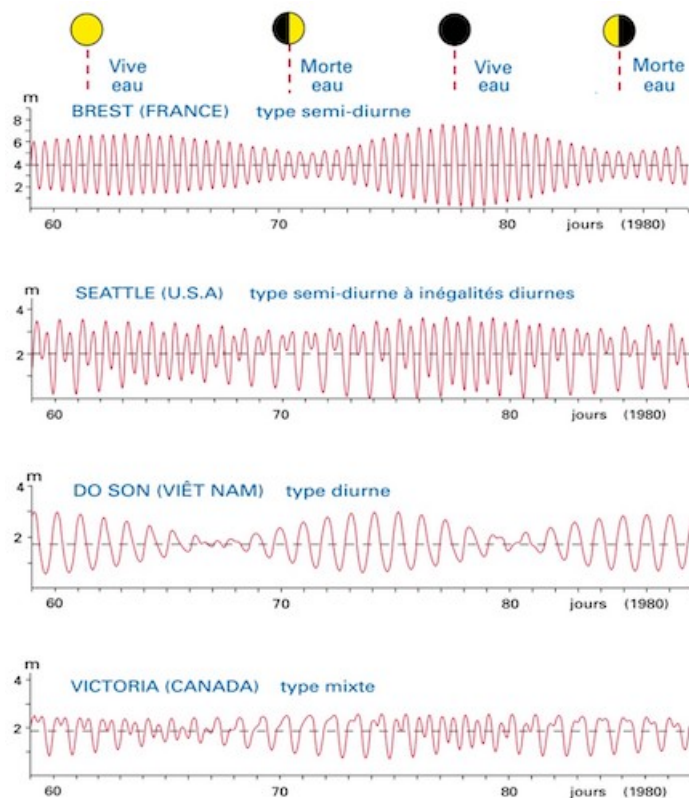 Vive eau
Morte eau
Vive eau
Morte eau
m
BREST (FRANCE) type semi-diurne
8
6
4
2
60 70 80 jours (1980)
m
SEATTLE (U.S.A) type semi-diurne à inégalités diurnes
4
2
60 70 80 jours (1980)
m
DO SON (VIÊT NAM) type diurne
4
2
60 70 80 jours (1980)
m
VICTORIA (CANADA) type mixte
4
2
60 70 80 jours (1980)